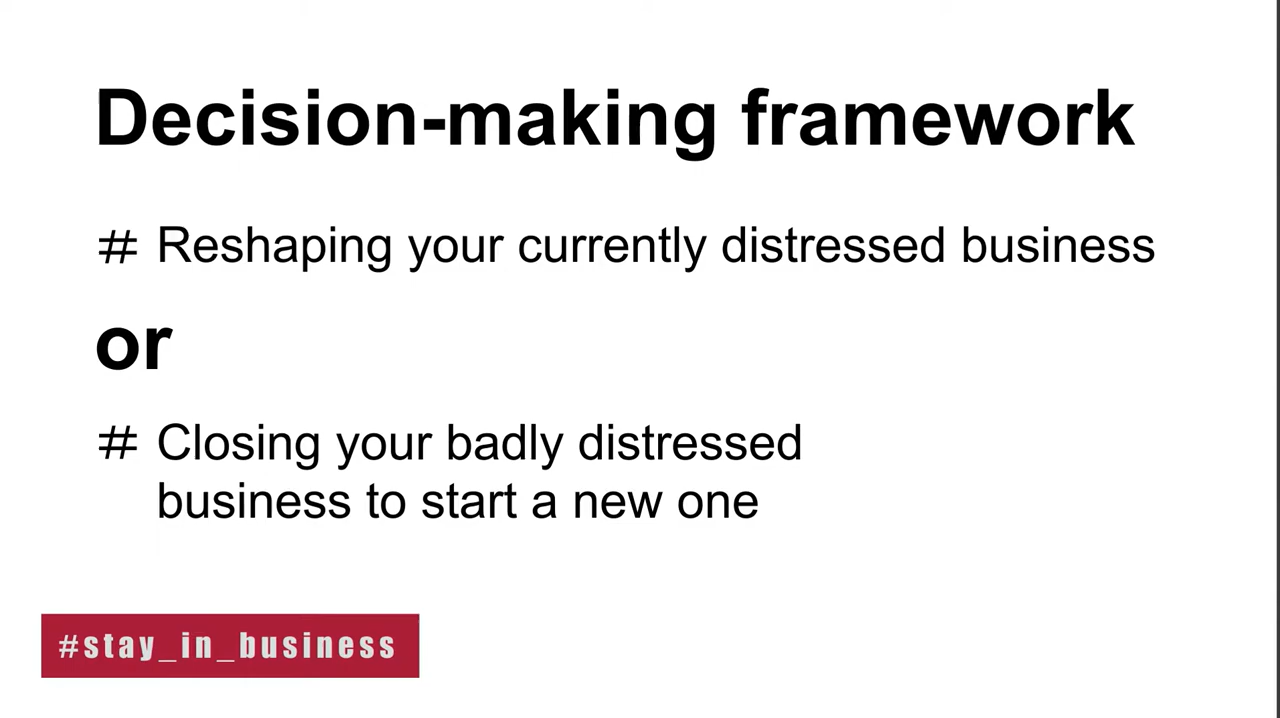 Decision-making framework
# Reshaping your currently distressed business
or
# Closing your badly distressed
business to start a new one
#stay_in_business